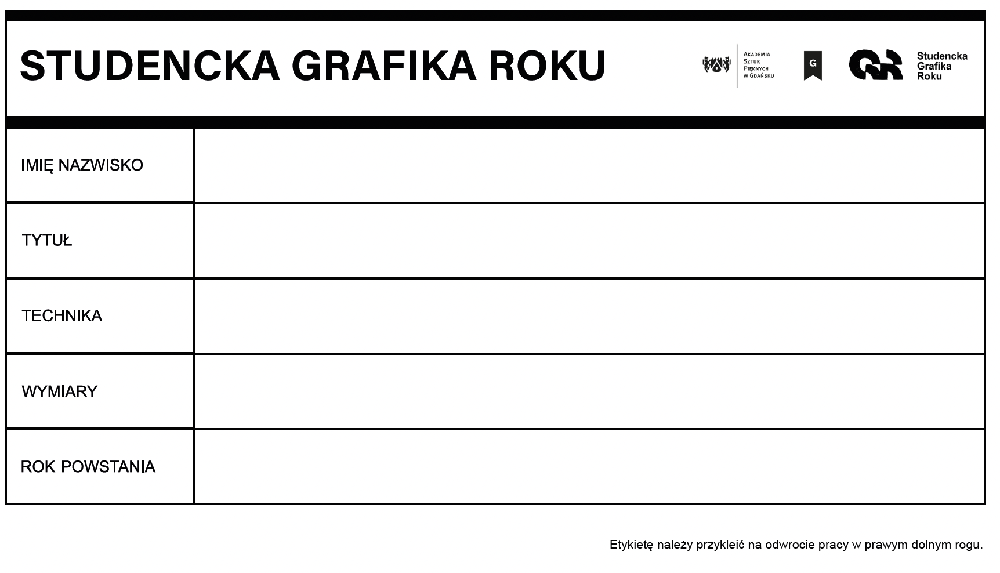 STUDENCKA GRAFIKA ROKU
AKADEMIA
SZTUK
PIĘKNYCH
W GDAŃSKU
G
GR
Studencka
Grafika
Roku
IMIĘ NAZWISKO
TYTUŁ
TECHNIKA
WYMIARY
ROK POWSTANIA
Etykietę należy przykleić na odwrocie pracy w prawym dolnym rogu.